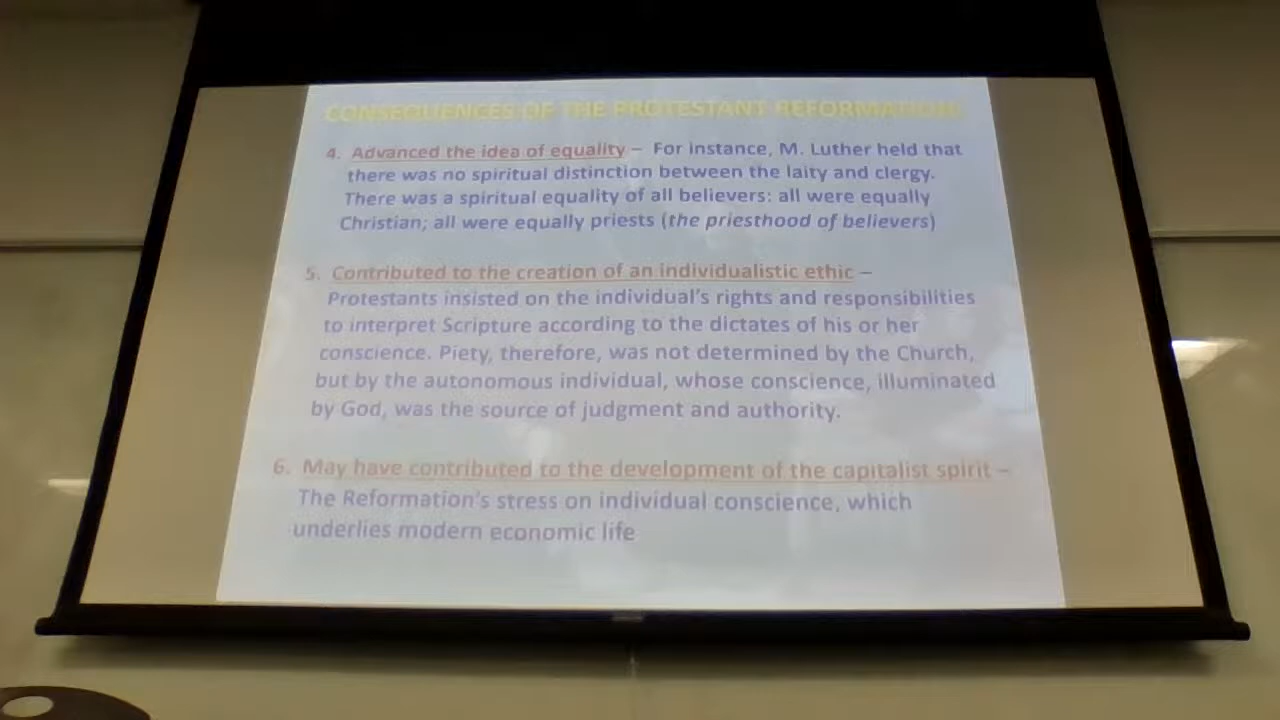 CONSEQUENCES OF THE PROTESTANT REFORMATION
4. Advanced the idea of equality – For instance, M. Luther held that
there was no spiritual distinction between the laity and clergy.
There was a spiritual equality of all believers: all were equally
Christian; all were equally priests (the priesthood of believers)
5. Contributed to the creation of an individualistic ethic –
Protestants insisted on the individual's rights and responsibilities
to interpret Scripture according to the dictates of his or her
conscience. Piety, therefore, was not determined by the Church,
but by the autonomous individual, whose conscience, illuminated
by God, was the source of judgment and authority.
6. May have contributed to the development of the capitalist spirit –
The Reformation's stress on individual conscience, which
underlies modern economic life